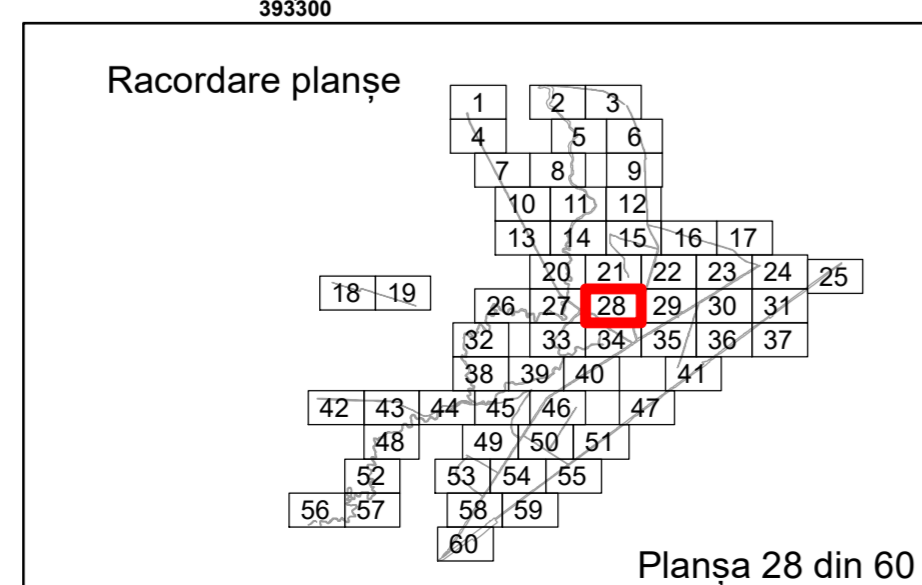 393300
Racordare planșe
1 2 3
4 5 6
7 8 9
10 11 12
13 14 15 16 17
20 21 22 23 24 25
18 19
26 27 28 29 30 31
32 33 34 35 36 37
38 39 40 41
42 43 44 45 46 47
48 49 50 51
52 53 54 55
56 57 58 59
60
Planșa 28 din 60